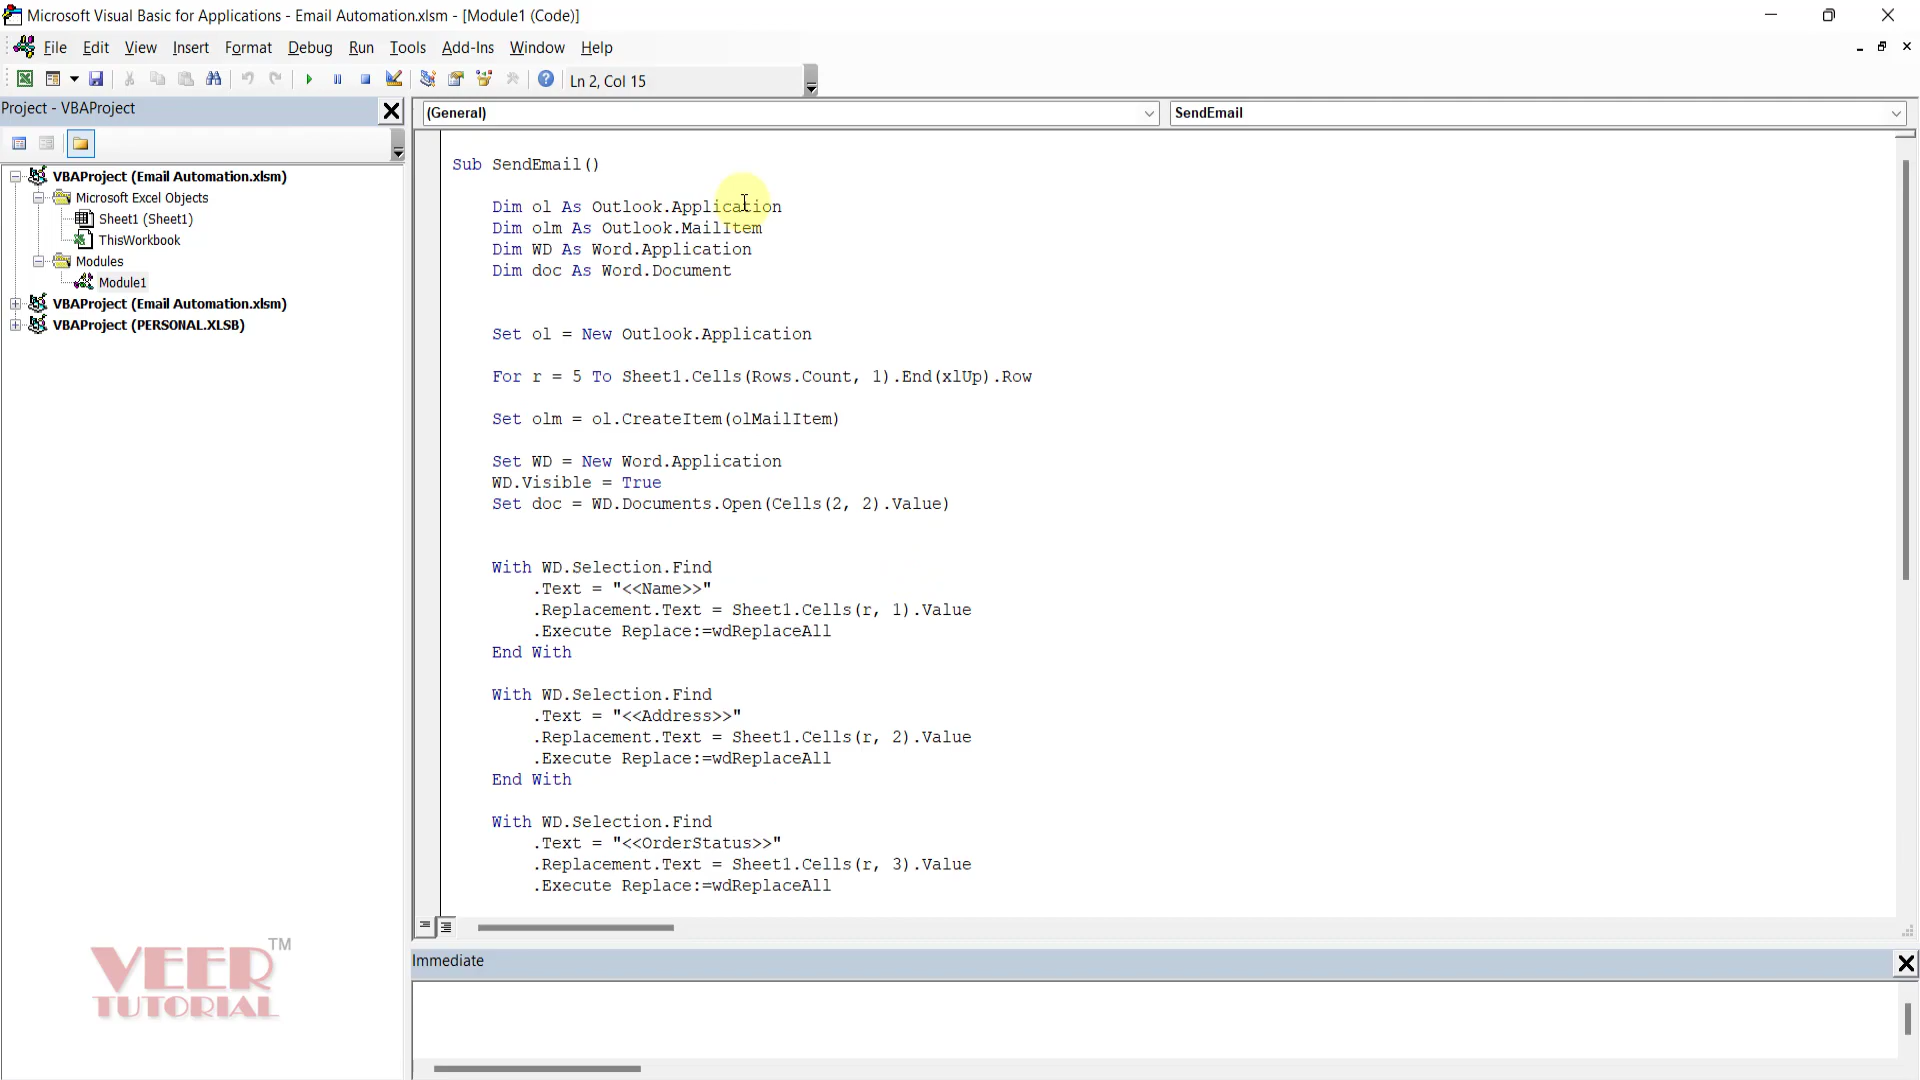 Microsoft Visual Basic for Applications - Email Automation.xlsm - [Module1 (Code)]
File Edit View Insert Format Debug Run Tools Add-Ins Window Help
Ln 2, Col 15
Project - VBAProject
(General)
SendEmail
VBAProject (Email Automation.xlsm)
Microsoft Excel Objects
Sheet1 (Sheet1)
ThisWorkbook
Modules
Module1
VBAProject (Email Automation.xlsm)
VBAProject (PERSONAL.XLSB)
Sub SendEmail()
Dim ol As Outlook.Application
Dim olm As Outlook.MailItem
Dim WD As Word.Application
Dim doc As Word.Document
Set ol = New Outlook.Application
For r = 5 To Sheet1.Cells(Rows.Count, 1).End(xlUp).Row
Set olm = ol.CreateItem(olMailItem)
Set WD = New Word.Application
WD.Visible = True
Set doc = WD.Documents.Open(Cells(2, 2).Value)
With WD.Selection.Find
.Text = "<<Name>>"
.Replacement.Text = Sheet1.Cells(r, 1).Value
.Execute Replace:=wdReplaceAll
End With
With WD.Selection.Find
.Text = "<<Address>>"
.Replacement.Text = Sheet1.Cells(r, 2).Value
.Execute Replace:=wdReplaceAll
End With
With WD.Selection.Find
.Text = "<<OrderStatus>>"
.Replacement.Text = Sheet1.Cells(r, 3).Value
.Execute Replace:=wdReplaceAll
Immediate
VEER TM
TUTORIAL